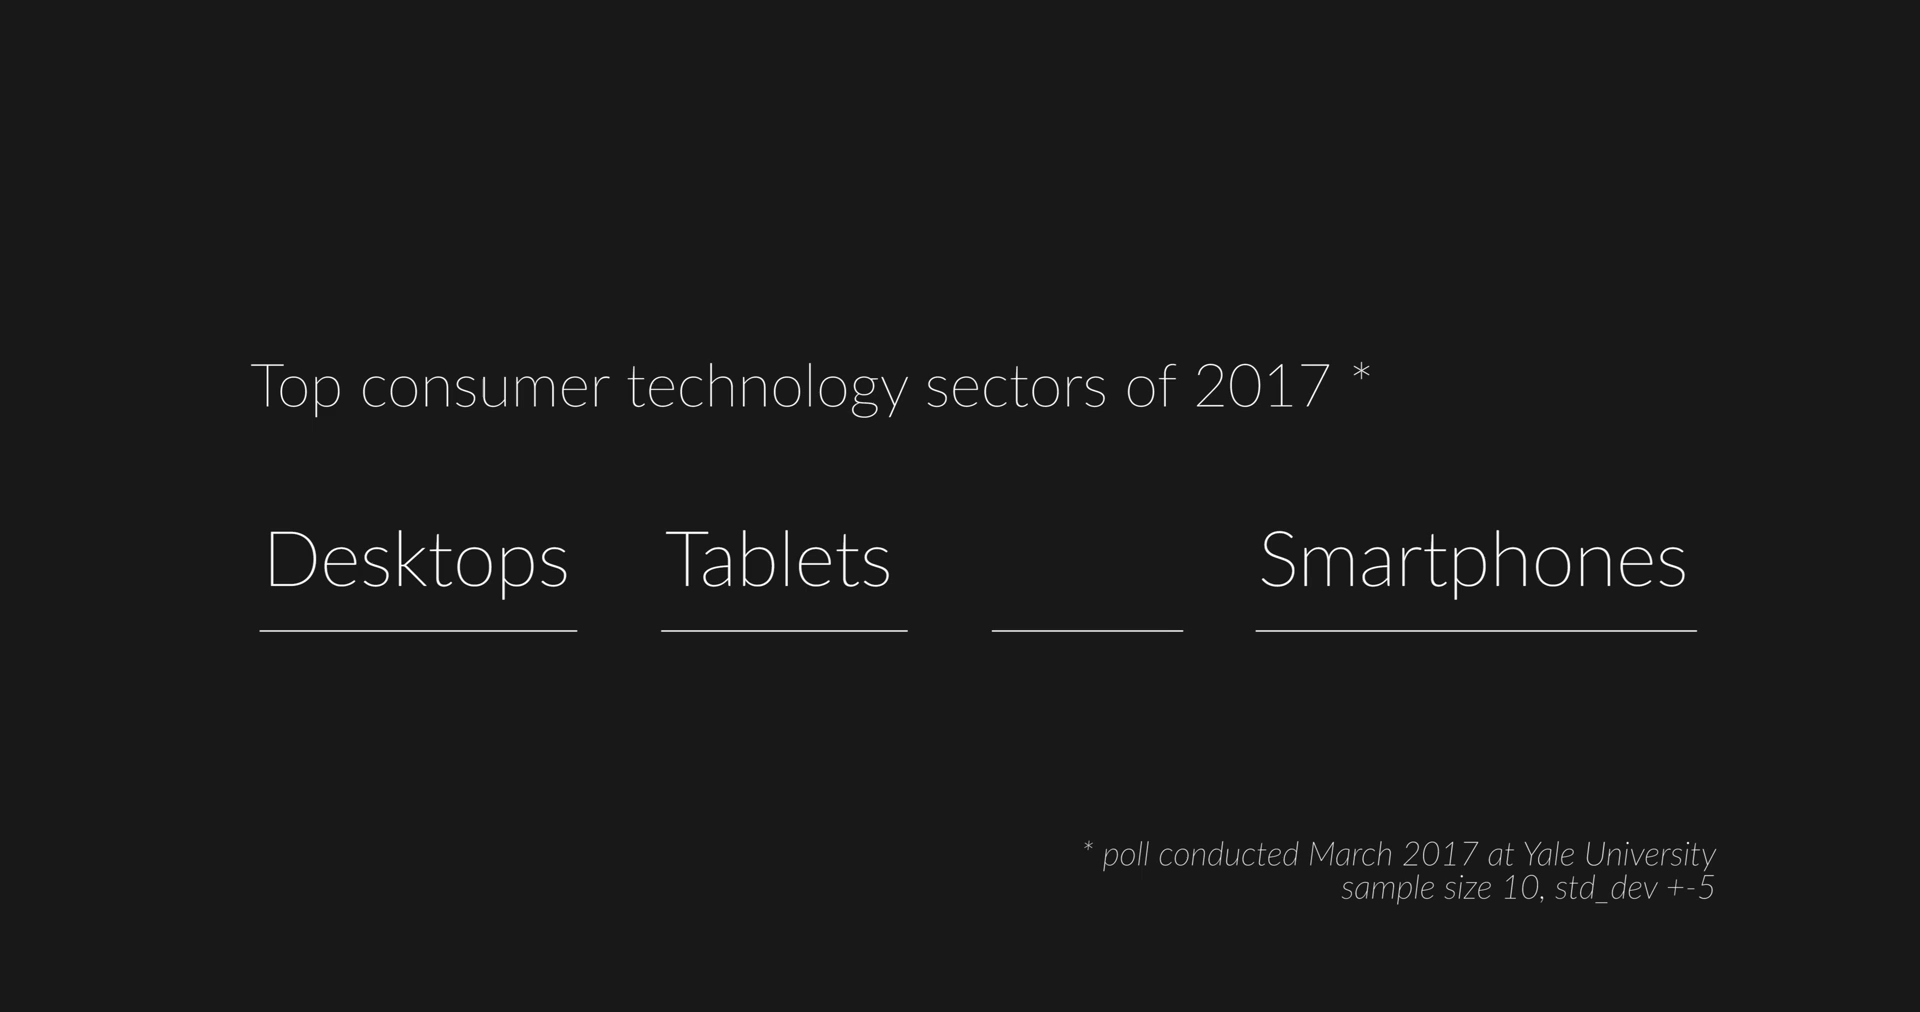 Top consumer technology sectors of 2017 *
Desktops Tablets Smartphones
* poll conducted March 2017 at Yale University
sample size 10, std_dev +-5